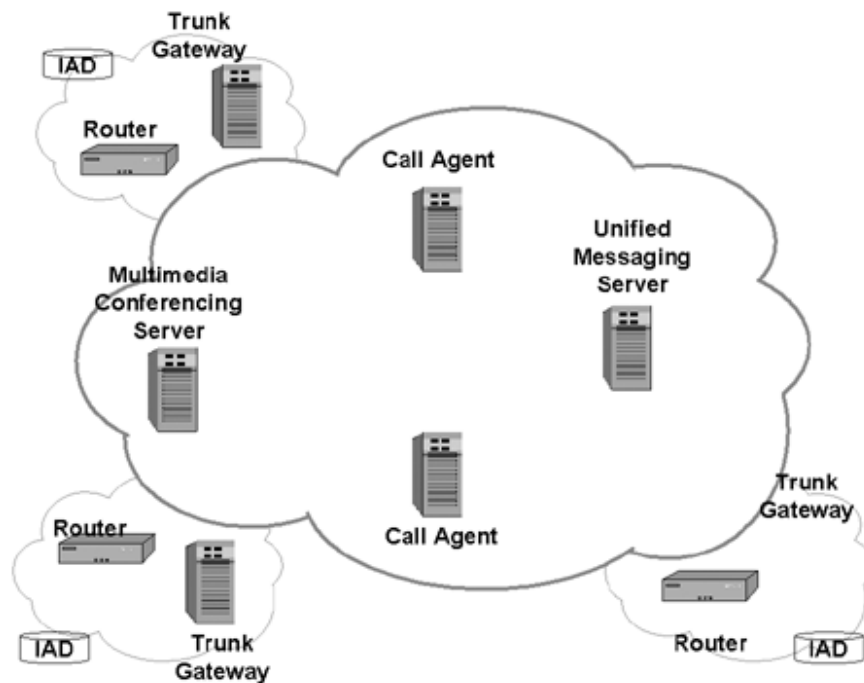 Trunk
Gateway
IAD
Router
Call Agent
Unified
Messaging
Server
Multimedia
Conferencing
Server
Call Agent
Router
Trunk
Gateway
IAD
Trunk
Gateway
Router
IAD